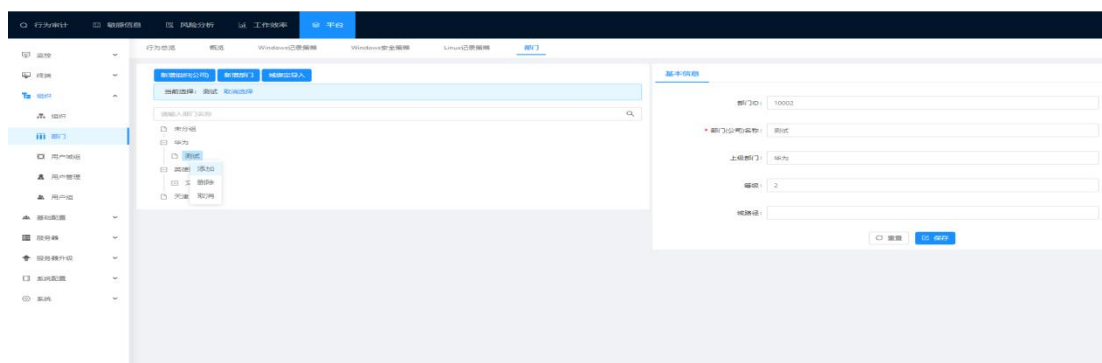 行为审计 敏感信息 风险分析 工作效率 平台
行为总览 概览 Windows记录策略 Windows安全策略 Linux记录策略 部门
监控
终端
组织
组织
部门
用户域组
用户管理
用户组
基础配置
服务器
服务器升级
系统配置
系统
新增组织(公司) 新增部门 域绑定导入
当前选择: 测试 取消选择
请输入部门名称
未分组
华为
测试
添加
删除
取消
天津
基本信息
部门ID: 10002
* 部门(公司)名称: 测试
上级部门: 华为
等级: 2
域路径:
重置 保存